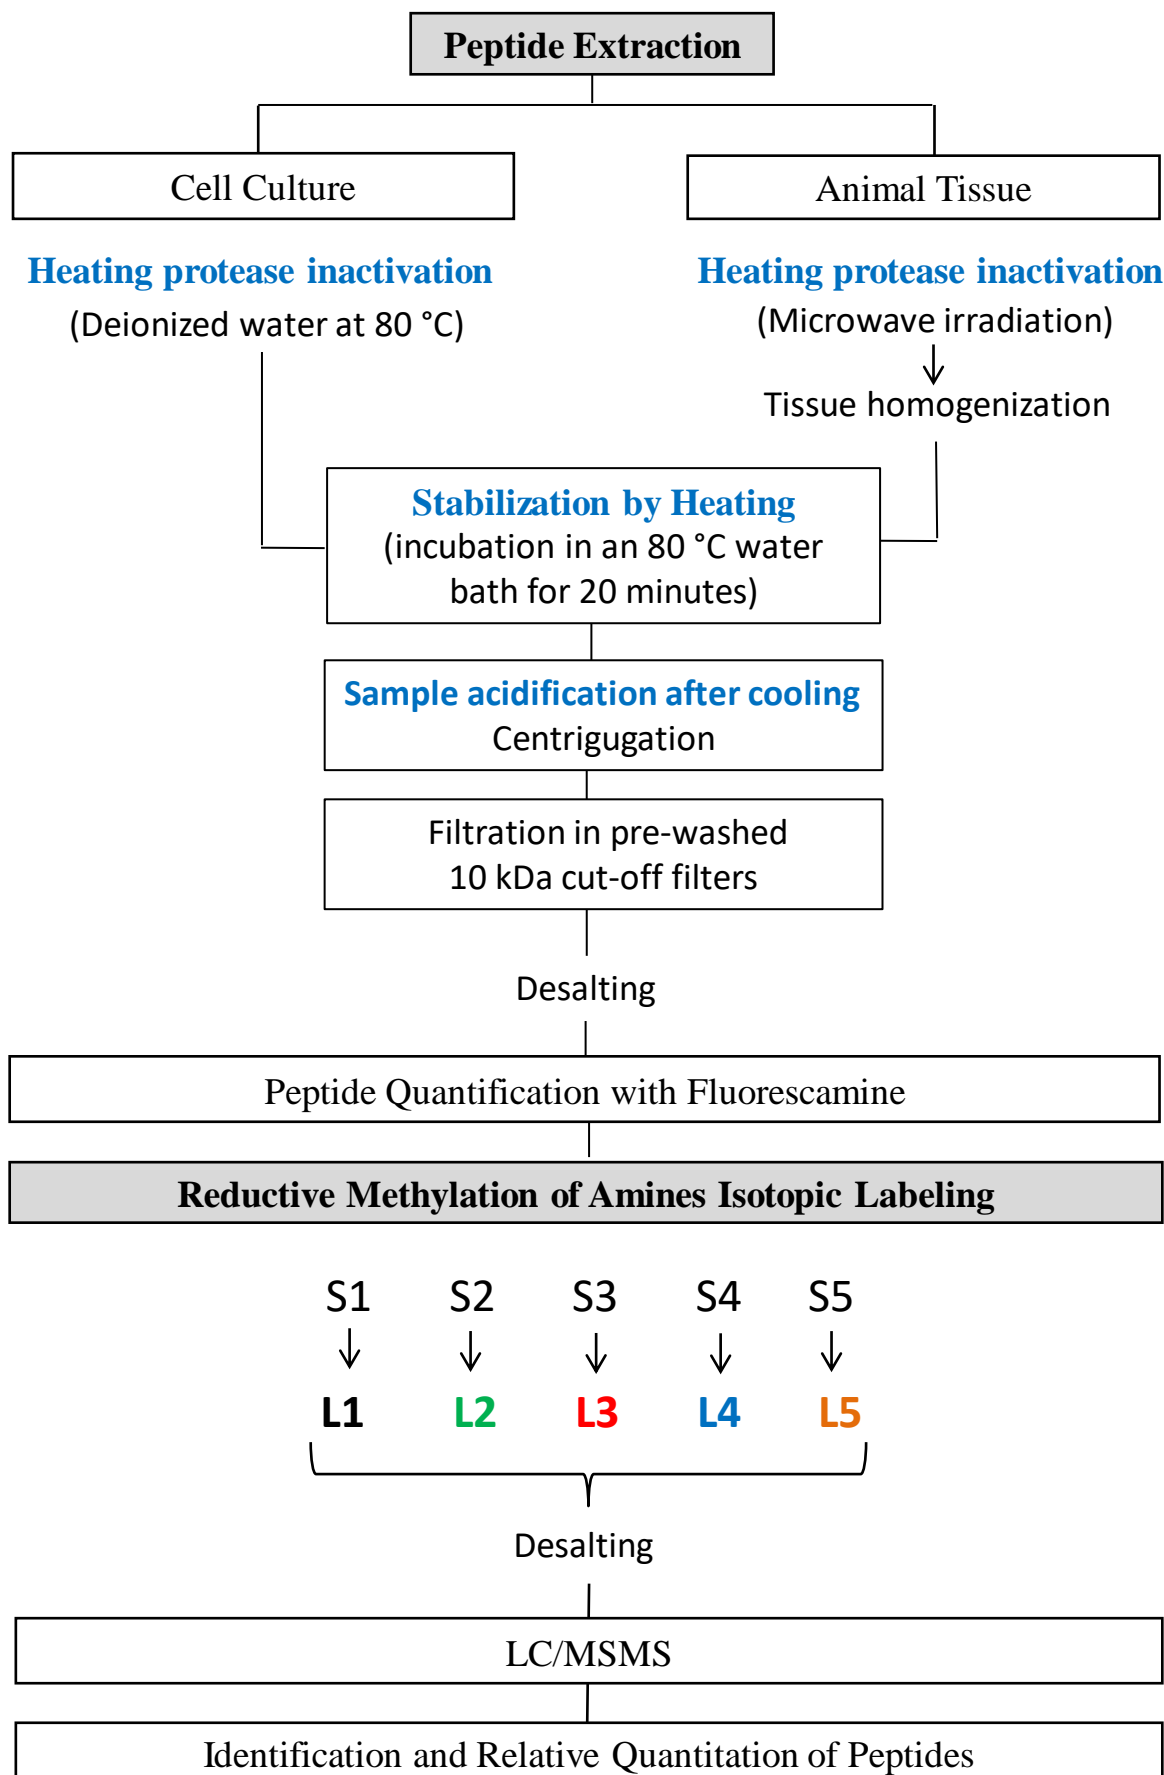 Peptide Extraction
Cell Culture
Animal Tissue
Heating protease inactivation
(Deionized water at 80 °C)
Heating protease inactivation
(Microwave irradiation)
Tissue homogenization
Stabilization by Heating
(incubation in an 80 °C water
bath for 20 minutes)
Sample acidification after cooling
Centrigugation
Filtration in pre-washed
10 kDa cut-off filters
Desalting
Peptide Quantification with Fluorescamine
Reductive Methylation of Amines Isotopic Labeling
S1 S2 S3 S4 S5
L1 L2 L3 L4 L5
Desalting
LC/MSMS
Identification and Relative Quantitation of Peptides